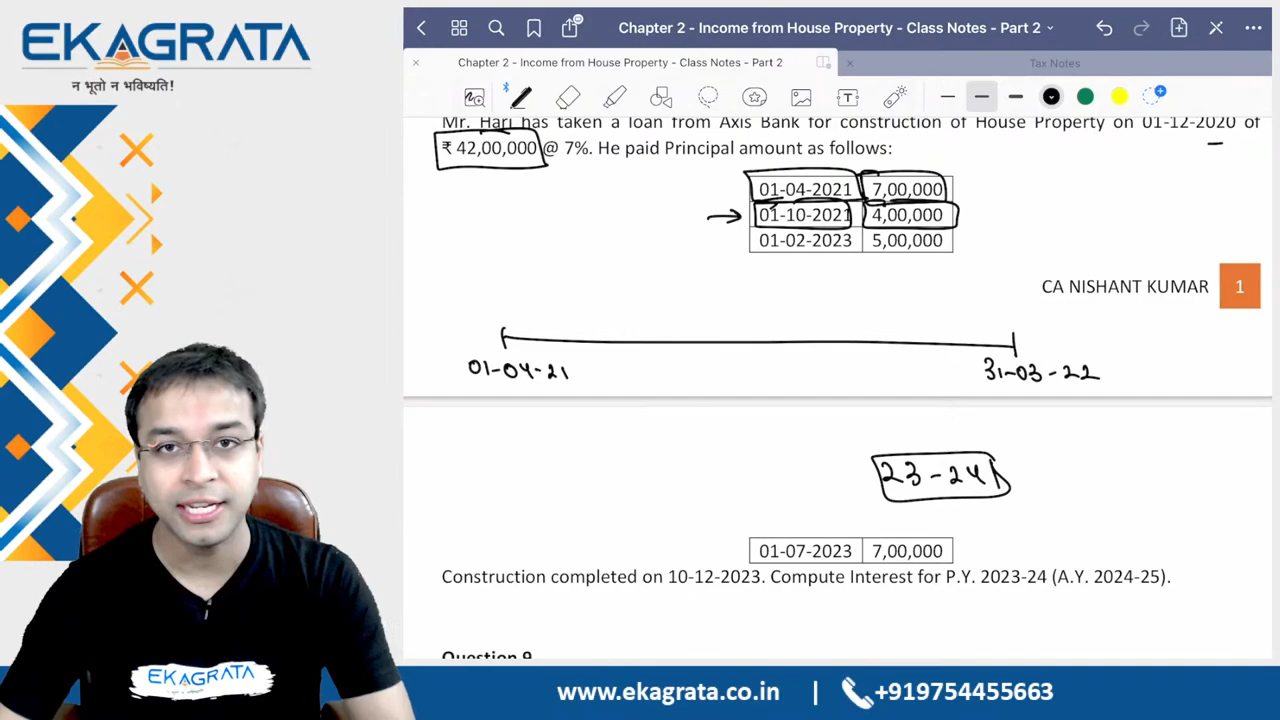 EKAGRATA
न भूतो न भविष्यति!
Chapter 2 - Income from House Property - Class Notes - Part 2
Chapter 2 - Income from House Property - Class Notes - Part 2
Tax Notes
Mr. Hari has taken a loan from Axis Bank for construction of House Property on 01-12-2020 of
₹ 42,00,000 @ 7%. He paid Principal amount as follows:
01-04-2021 7,00,000
01-10-2021 4,00,000
01-02-2023 5,00,000
CA NISHANT KUMAR 1
01-04-21 31-03-22
23-24
01-07-2023 7,00,000
Construction completed on 10-12-2023. Compute Interest for P.Y. 2023-24 (A.Y. 2024-25).
Question 9
EKAGRATA
न भूतो न भविष्यति!
www.ekagrata.co.in | +919754455663